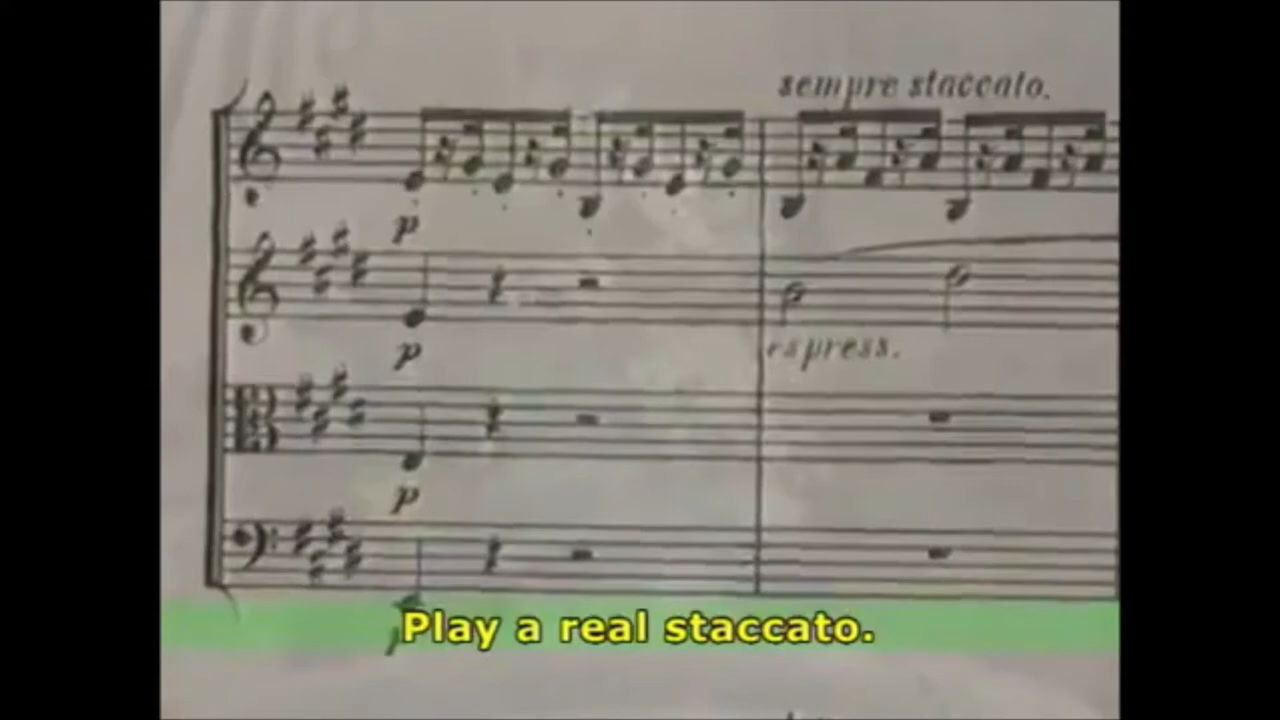 sempre staccato.
p
p
espress.
p
Play a real staccato.